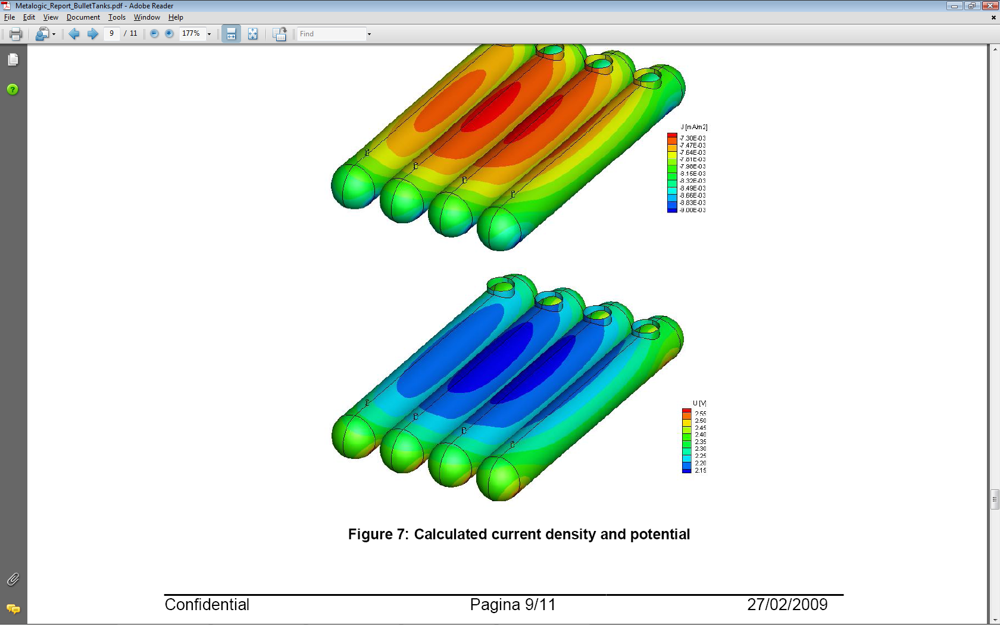 Metalogic_Report_BulletTanks.pdf - Adobe Reader
File Edit View Document Tools Window Help
9 / 11 177% Find
J [mA/m2]
-7.30E-03
-7.47E-03
-7.64E-03
-7.81E-03
-7.98E-03
-8.15E-03
-8.32E-03
-8.49E-03
-8.66E-03
-8.83E-03
-9.00E-03
U [V]
2.55
2.50
2.45
2.40
2.35
2.30
2.25
2.20
2.15
Figure 7: Calculated current density and potential
Confidential Pagina 9/11 27/02/2009